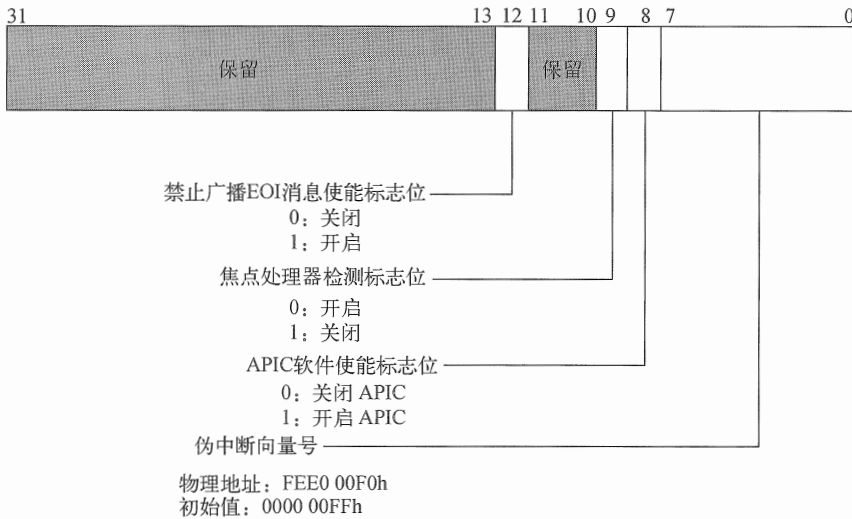 31 13 12 11 10 9 8 7 0
保留 保留
禁止广播EOI消息使能标志位
0：关闭
1：开启
焦点处理器检测标志位
0：开启
1：关闭
APIC软件使能标志位
0：关闭 APIC
1：开启 APIC
伪中断向量号
物理地址：FEE0 00F0h
初始值：0000 00FFh